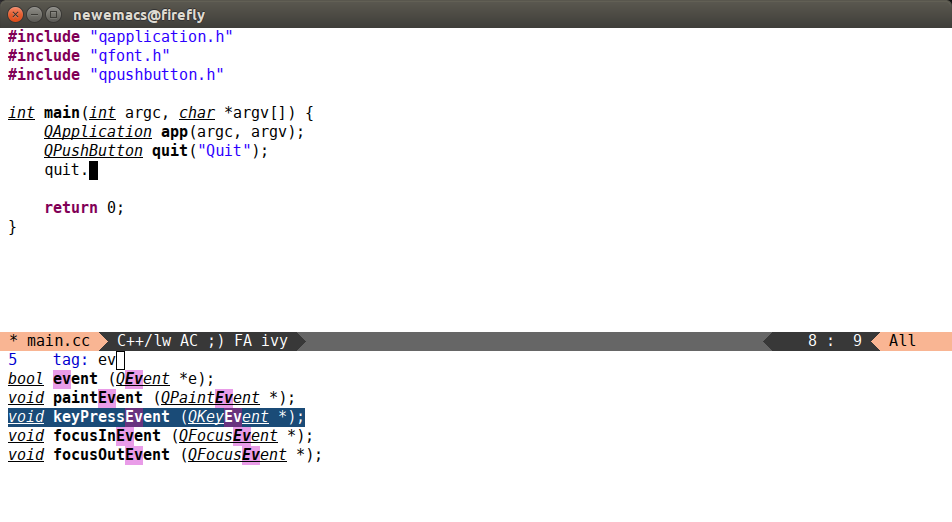 newemacs@firefly
#include "qapplication.h"
#include "qfont.h"
#include "qpushbutton.h"
int main(int argc, char *argv[]) {
    QApplication app(argc, argv);
    QPushButton quit("Quit");
    quit.
    return 0;
}
* main.cc C++/lw AC ;) FA ivy 8 : 9 All
5    tag: ev
bool event (QEvent *e);
void paintEvent (QPaintEvent *);
void keyPressEvent (QKeyEvent *);
void focusInEvent (QFocusEvent *);
void focusOutEvent (QFocusEvent *);